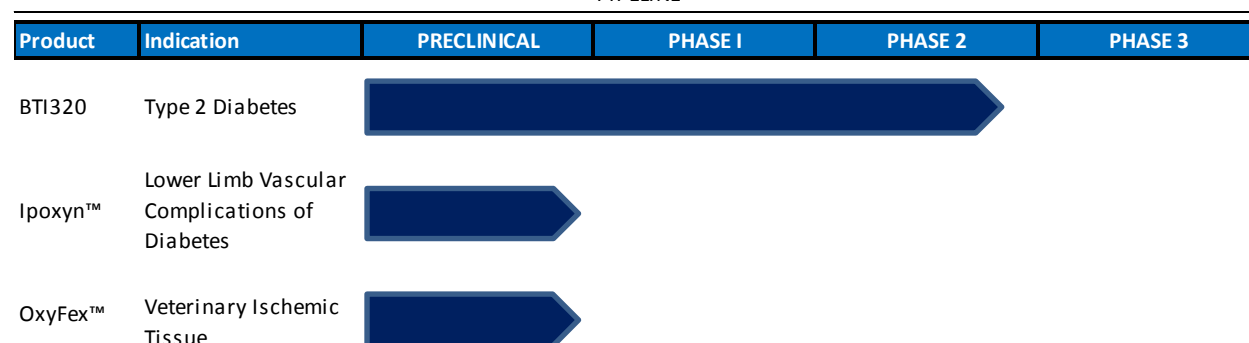 Product Indication PRECLINICAL PHASE I PHASE 2 PHASE 3
BTI320 Type 2 Diabetes
Lower Limb Vascular
Ipoxyn™ Complications of
Diabetes
OxyFex™ Veterinary Ischemic
Tissue